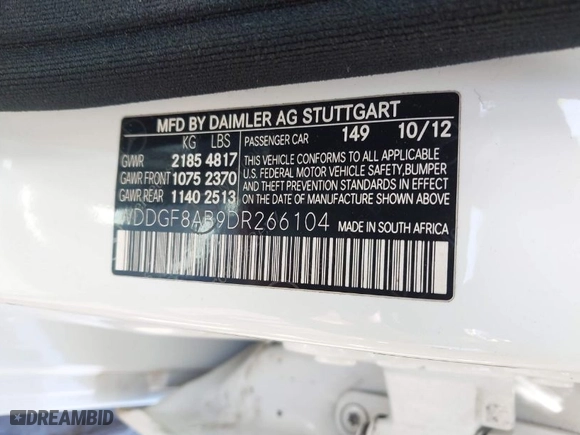 MFD BY DAIMLER AG STUTTGART
KG LBS PASSENGER CAR 149 10/12
GVWR 2185 4817 THIS VEHICLE CONFORMS TO ALL APPLICABLE
GAWR FRONT 1075 2370 U.S. FEDERAL MOTOR VEHICLE SAFETY,BUMPER
AND THEFT PREVENTION STANDARDS IN EFFECT
GAWR REAR 1140 2513 ON THE DATE OF MANUFACTURE SHOWN ABOVE.
WDDGF8AB9DR266104 MADE IN SOUTH AFRICA
DREAMBID